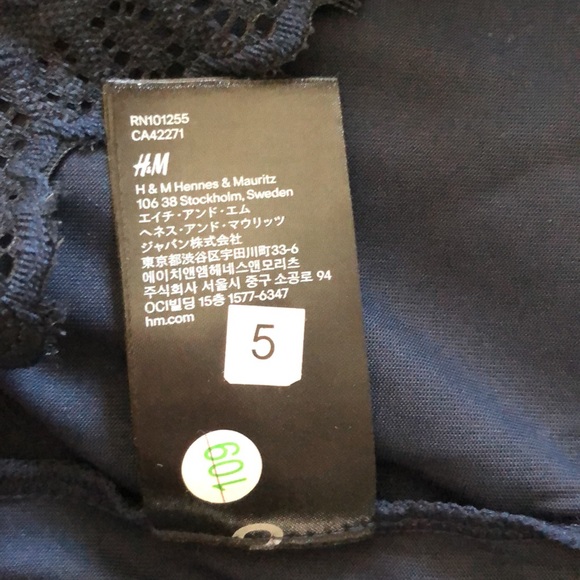 RN101255
CA42271
H&M
H & M Hennes & Mauritz
106 38 Stockholm, Sweden
エイチ・アンド・エム
ヘネス・アンド・マウリッツ
ジャパン株式会社
東京都渋谷区宇田川町33-6
에이치앤엠헤네스앤모리츠
주식회사 서울시 중구 소공로 94
OCI빌딩 15층 1577-6347
hm.com
5
109